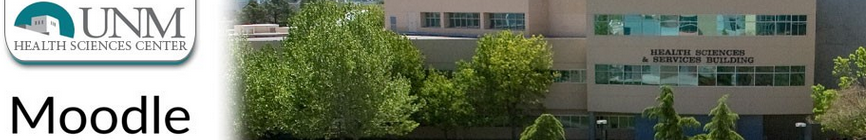 UNM
HEALTH SCIENCES CENTER
Moodle
HEALTH SCIENCES
& SERVICES BUILDING